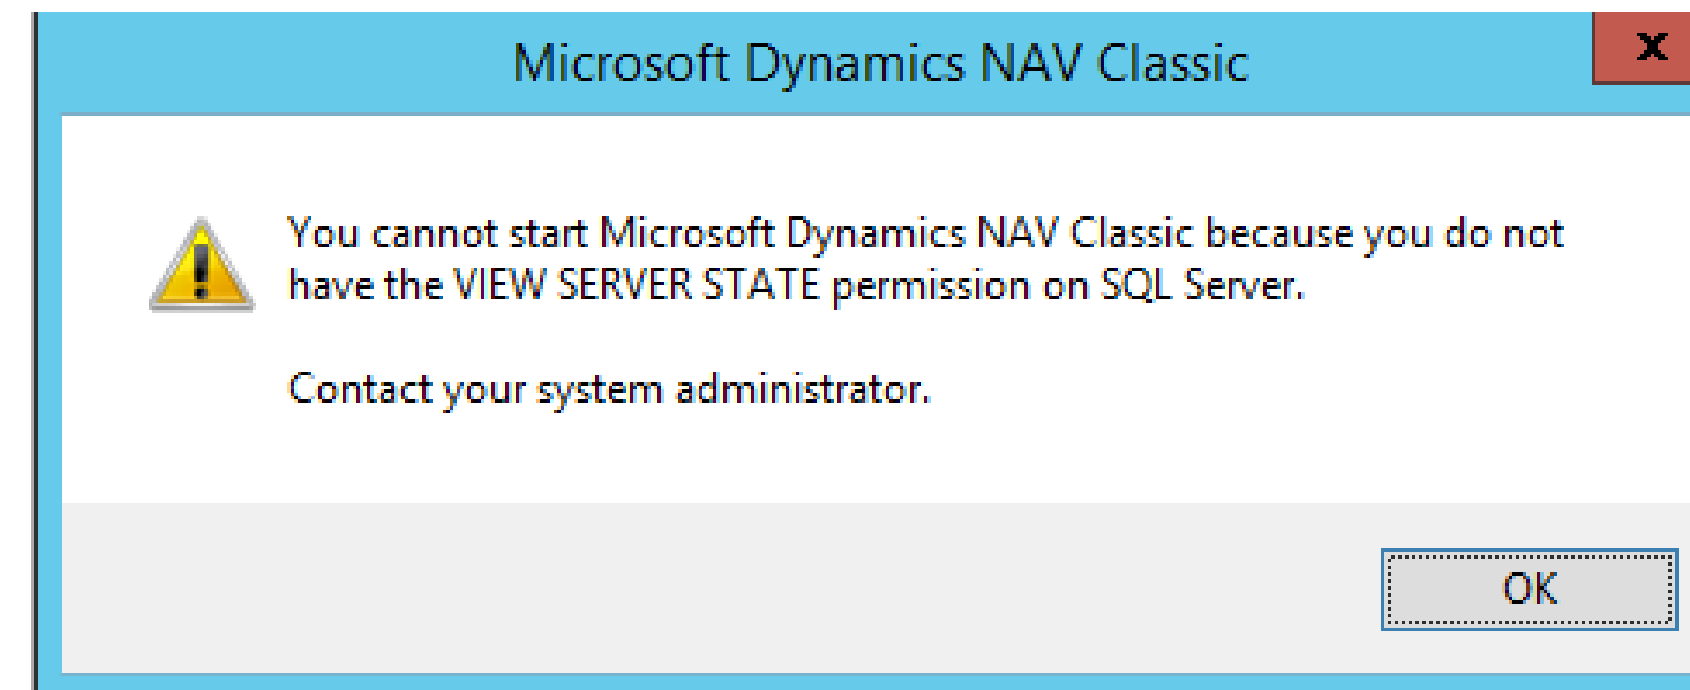 Microsoft Dynamics NAV Classic
You cannot start Microsoft Dynamics NAV Classic because you do not
have the VIEW SERVER STATE permission on SQL Server.
Contact your system administrator.
OK